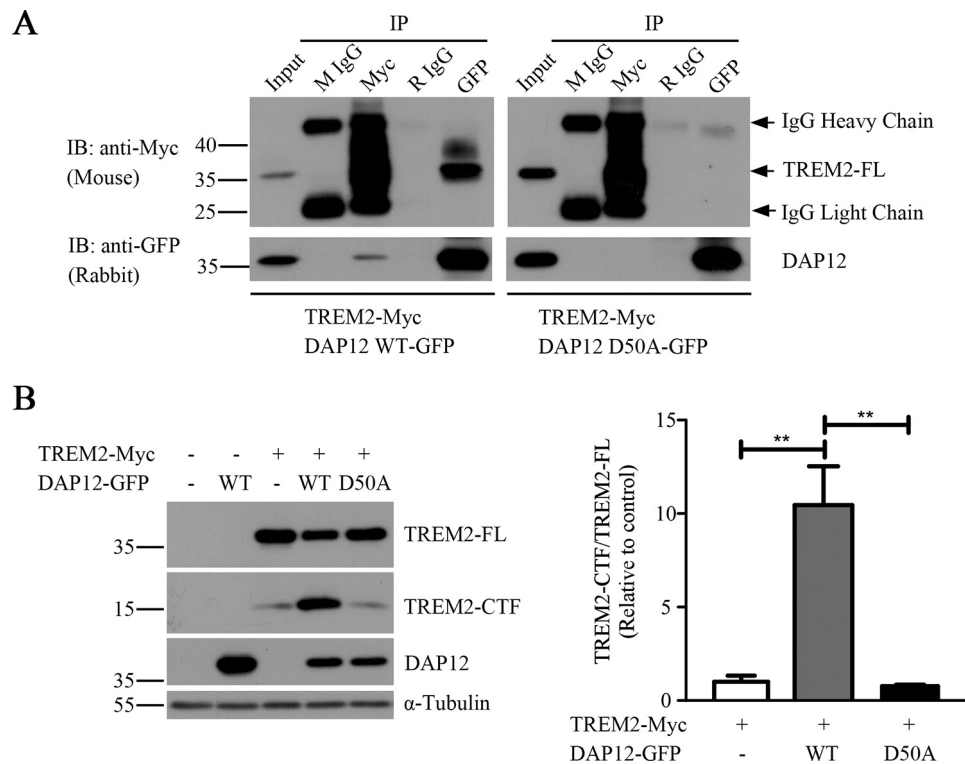 A
IP
IP
Input
M IgG
Myc
R IgG
GFP
Input
M IgG
Myc
R IgG
GFP
IB: anti-Myc
(Mouse)
40
35
25
IgG Heavy Chain
TREM2-FL
IgG Light Chain
IB: anti-GFP
(Rabbit)
35
DAP12
TREM2-Myc
DAP12 WT-GFP
TREM2-Myc
DAP12 D50A-GFP
B
TREM2-Myc - - + + +
DAP12-GFP - WT - WT D50A
35
TREM2-FL
15
TREM2-CTF
35
DAP12
55
α-Tubulin
TREM2-CTF/TREM2-FL
(Relative to control)
15
10
5
0
**
**
TREM2-Myc + + +
DAP12-GFP - WT D50A